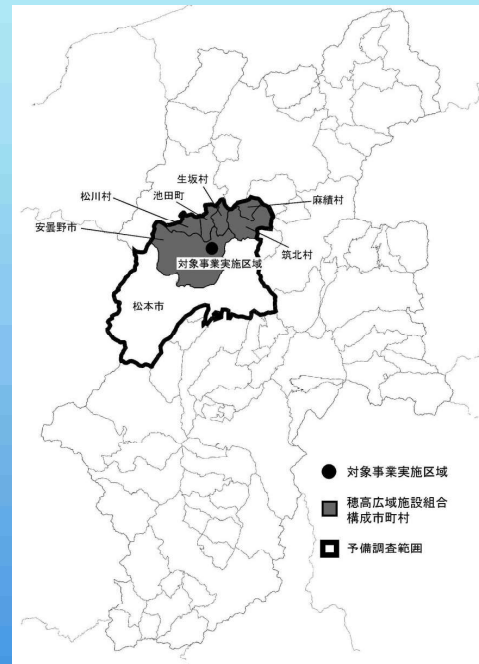 生坂村
松川村
池田町
麻績村
安曇野市
筑北村
対象事業実施区域
松本市
対象事業実施区域
穂高広域施設組合
構成市町村
予備調査範囲